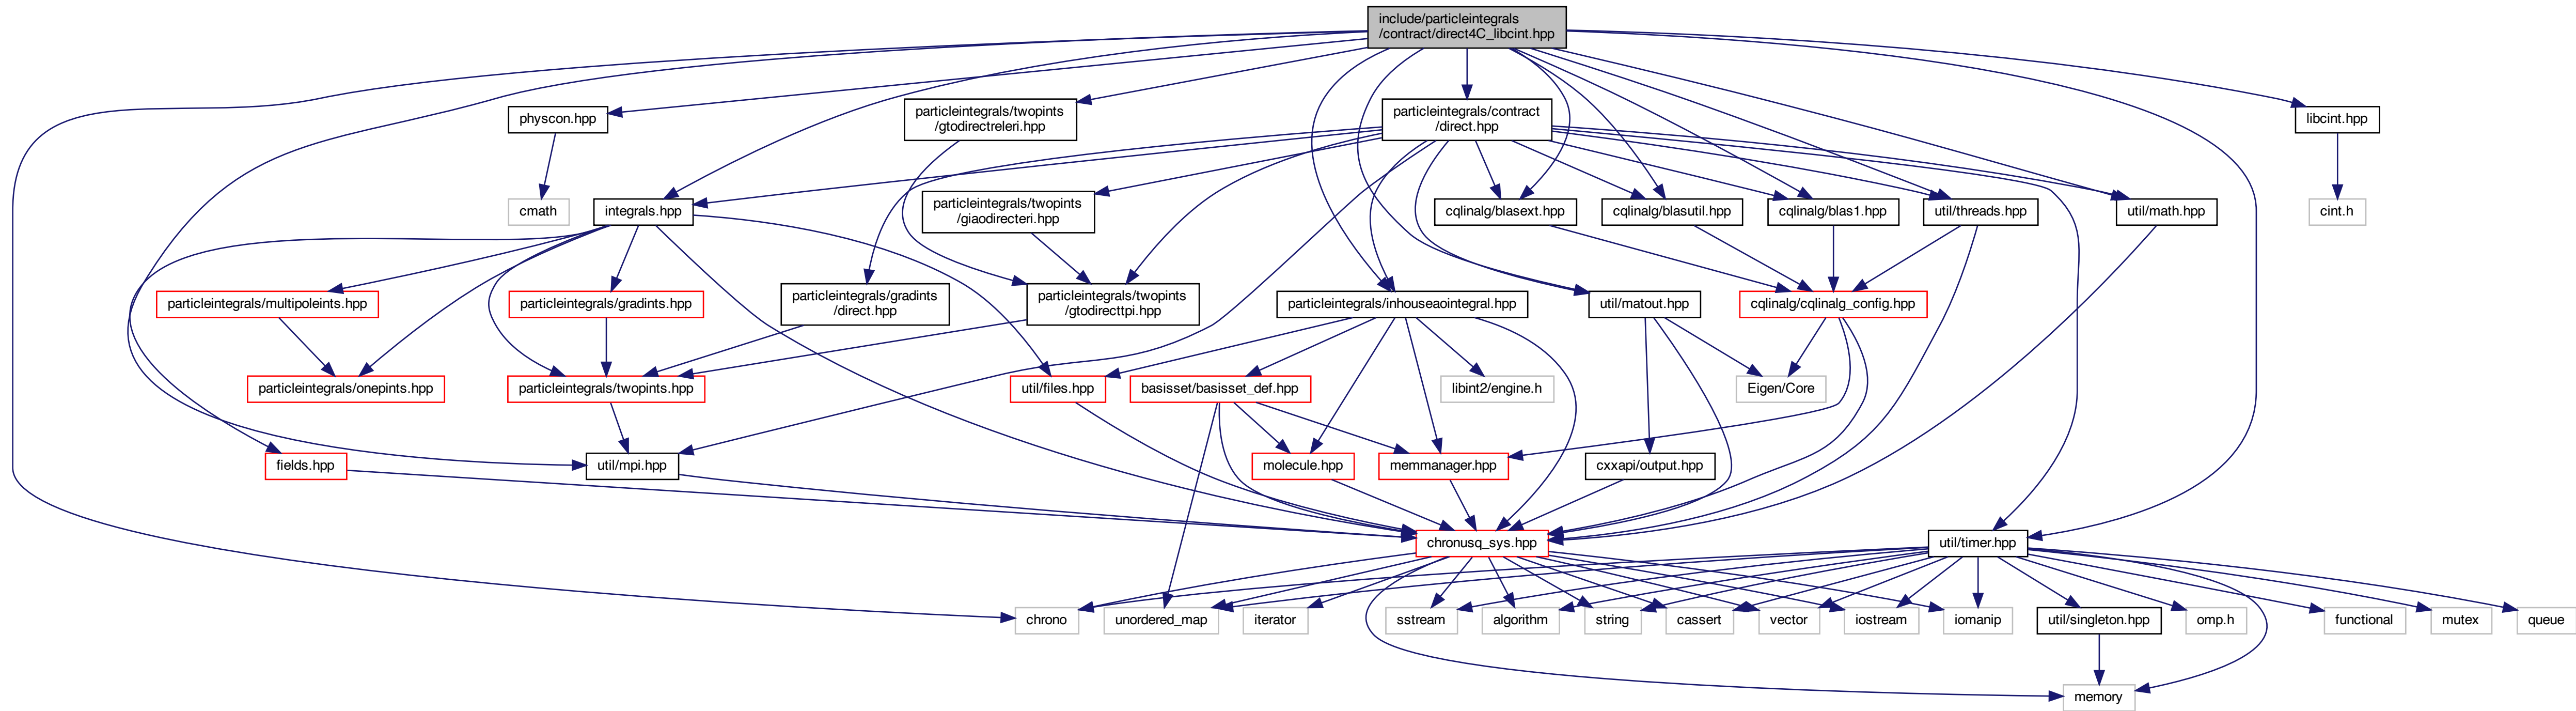 include/particleintegrals
/contract/direct4C_libcint.hpp
physcon.hpp
particleintegrals/twopints
/gtodirectreleri.hpp
particleintegrals/contract
/direct.hpp
libcint.hpp
cmath
integrals.hpp
particleintegrals/twopints
/giaodirecteri.hpp
cqlinalg/blasext.hpp
cqlinalg/blasutil.hpp
cqlinalg/blas1.hpp
util/threads.hpp
util/math.hpp
cint.h
particleintegrals/multipoleints.hpp
particleintegrals/gradints.hpp
particleintegrals/gradints
/direct.hpp
particleintegrals/twopints
/gtodirecttpi.hpp
particleintegrals/inhouseaointegral.hpp
util/matout.hpp
cqlinalg/cqlinalg_config.hpp
particleintegrals/onepints.hpp
particleintegrals/twopints.hpp
util/files.hpp
basisset/basisset_def.hpp
libint2/engine.h
Eigen/Core
fields.hpp
util/mpi.hpp
molecule.hpp
memmanager.hpp
cxxapi/output.hpp
chronusq_sys.hpp
util/timer.hpp
chrono
unordered_map
iterator
sstream
algorithm
string
cassert
vector
iostream
iomanip
util/singleton.hpp
omp.h
functional
mutex
queue
memory